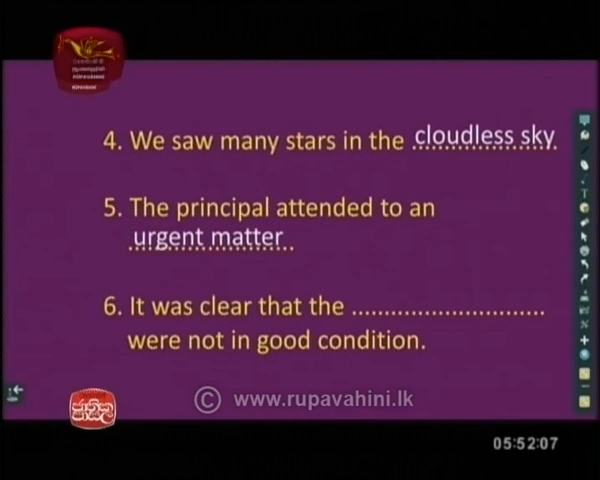 4. We saw many stars in the cloudless sky
5. The principal attended to an
urgent matter
6. It was clear that the ..............................
were not in good condition.
© www.rupavahini.lk
05:52:07